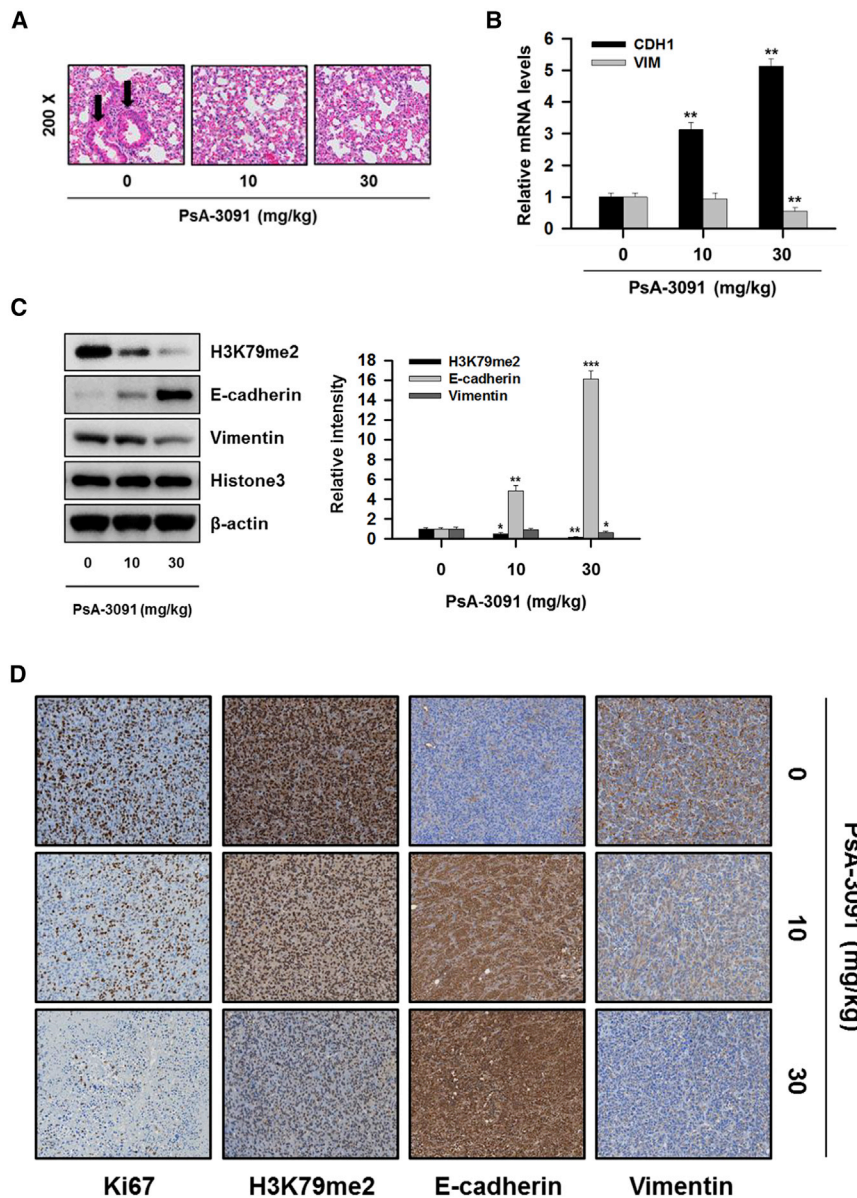 A
200 X
0 10 30
PsA-3091 (mg/kg)
B
Relative mRNA levels
6
5
4
3
2
1
0
CDH1
VIM
**
**
**
0 10 30
PsA-3091 (mg/kg)
C
H3K79me2
E-cadherin
Vimentin
Histone3
β-actin
0 10 30
PsA-3091 (mg/kg)
Relative intensity
18
16
14
12
10
8
6
4
2
0
H3K79me2
E-cadherin
Vimentin
* **
** *** *
0 10 30
PsA-3091 (mg/kg)
D
0
10
30
PsA-3091 (mg/kg)
Ki67 H3K79me2 E-cadherin Vimentin